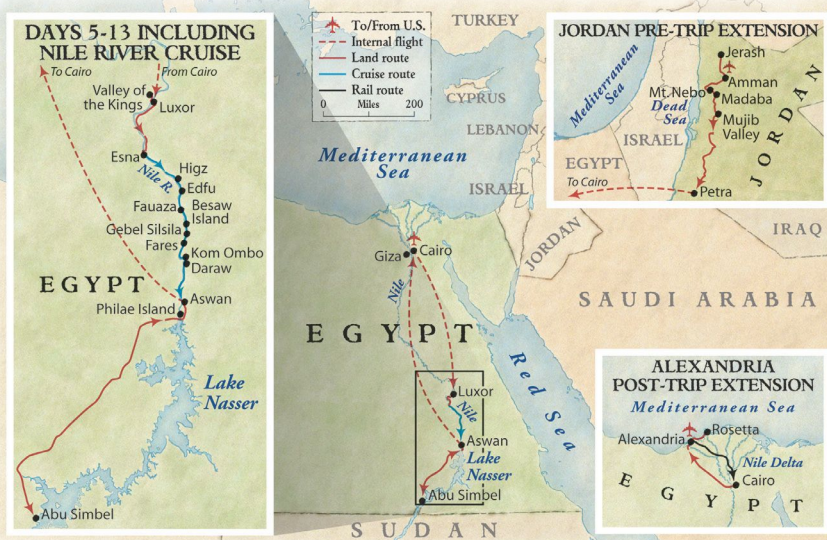 DAYS 5-13 INCLUDING
NILE RIVER CRUISE
To Cairo
From Cairo
Valley of
the Kings
Luxor
Esna
Nile R.
Higz
Edfu
Fauaza
Besaw
Island
Gebel Silsila
Fares
Kom Ombo
Daraw
EGYPT
Aswan
Philae Island
Lake
Nasser
Abu Simbel
To/From U.S.
Internal flight
Land route
Cruise route
Rail route
0 Miles 200
TURKEY
CYPRUS
LEBANON
Mediterranean
Sea
ISRAEL
JORDAN
IRAQ
SAUDI ARABIA
Giza
Cairo
Nile
EGYPT
Red Sea
Luxor
Nile
Aswan
Lake
Nasser
Abu Simbel
SUDAN
JORDAN PRE-TRIP EXTENSION
Mediterranean
Sea
Jerash
Amman
Mt. Nebo
Madaba
Dead
Sea
Mujib
Valley
ISRAEL
JORDAN
EGYPT
To Cairo
Petra
ALEXANDRIA
POST-TRIP EXTENSION
Mediterranean Sea
Rosetta
Alexandria
Nile Delta
Cairo
EGYPT